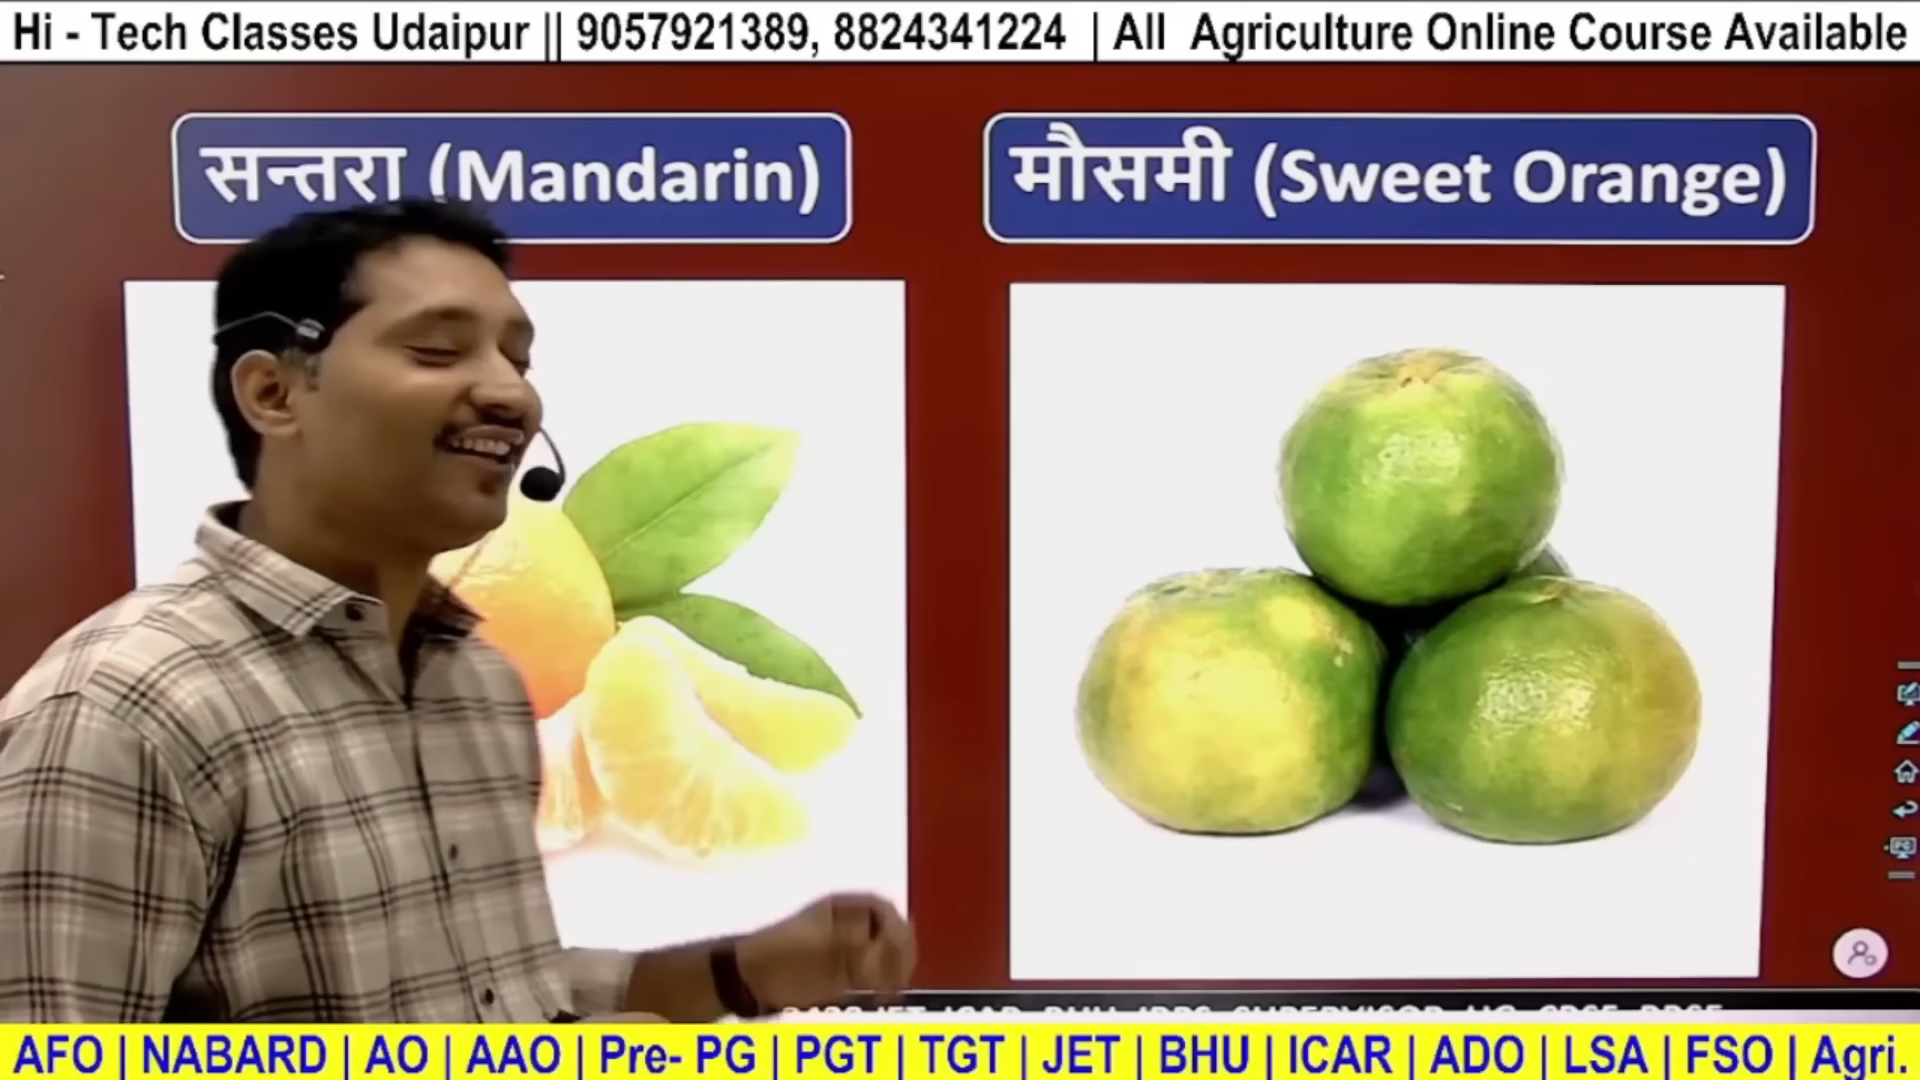 Hi - Tech Classes Udaipur || 9057921389, 8824341224 | All Agriculture Online Course Available
सन्तरा (Mandarin)
मौसमी (Sweet Orange)
AFO | NABARD | AO | AAO | Pre- PG | PGT | TGT | JET | BHU | ICAR | ADO | LSA | FSO | Agri.